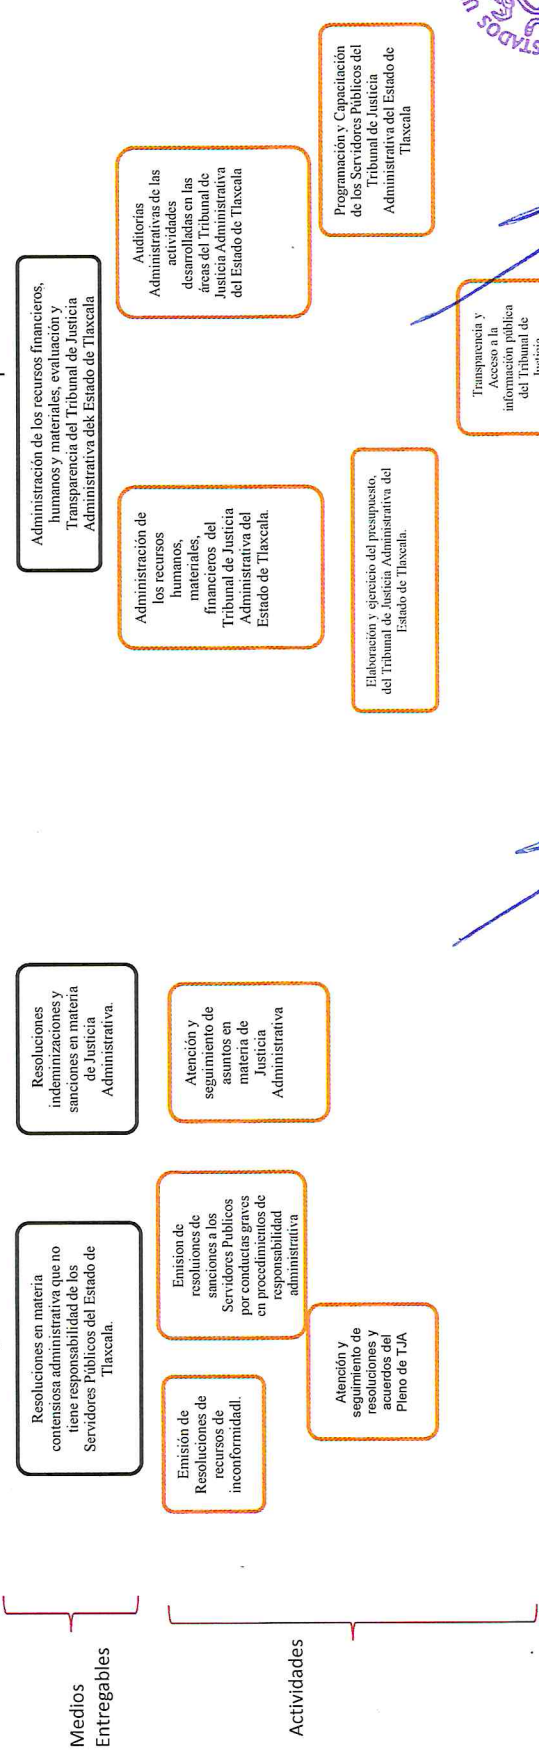 Medios
Entregables
Resoluciones en materia
contensiosa administrativa que no
tiene responsabilidad de los
Servidores Públicos del Estado de
Tlaxcala.
Resoluciones
indeminizaciones y
sanciones en materia
de Justicia
Administrativa.
Administración de los recursos financieros,
humanos y materiales, evaluación y
Transparencia del Tribunal de Justicia
Administrativa dek Estado de Tlaxcala
Actividades
Emisión de
Resoluciones de
recursos de
inconformidadl.
Emision de
resoluiones de
sanciones a los
Servidores Publicos
por conductas graves
en procedimientos de
responsabilidad
administrativa
Atención y
seguimiento de
asuntos en
materia de
Justicia
Administrativa
Administración de
los recursos
humanos,
materiales,
financieros del
Tribunal de Justicia
Administrativa del
Estado de Tlaxcala.
Auditorías
Administrativas de las
actividades
desarrolladas en las
áreas del Tribunal de
Justicia Administrativa
del Estado de Tlaxcala
Atención y
seguimiento de
resoluciones y
acuerdos del
Pleno de TJA
Elaboración y ejercicio del presupuesto,
del Tribunal de Justicia Administrativa del
Estado de Tlaxcala.
Programación y Capacitación
de los Servidores Públicos del
Tribunal de Justicia
Administrativa del Estado de
Tlaxcala
Transparencia y
Acceso a la
información pública
del Tribunal de
Justicia
STADOS U